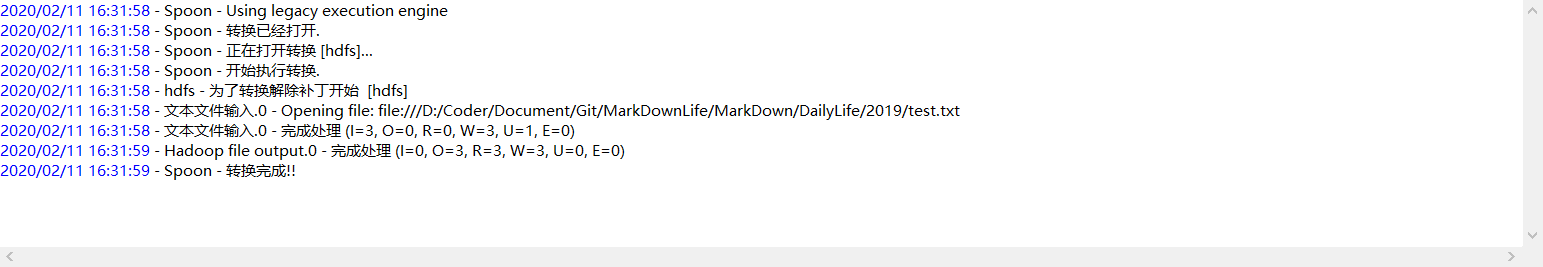 2020/02/11 16:31:58 - Spoon - Using legacy execution engine
2020/02/11 16:31:58 - Spoon - 转换已经打开.
2020/02/11 16:31:58 - Spoon - 正在打开转换 [hdfs]...
2020/02/11 16:31:58 - Spoon - 开始执行转换.
2020/02/11 16:31:58 - hdfs - 为了转换解除补丁开始  [hdfs]
2020/02/11 16:31:58 - 文本文件输入.0 - Opening file: file:///D:/Coder/Document/Git/MarkDownLife/MarkDown/DailyLife/2019/test.txt
2020/02/11 16:31:58 - 文本文件输入.0 - 完成处理 (I=3, O=0, R=0, W=3, U=1, E=0)
2020/02/11 16:31:59 - Hadoop file output.0 - 完成处理 (I=0, O=3, R=3, W=3, U=0, E=0)
2020/02/11 16:31:59 - Spoon - 转换完成!!